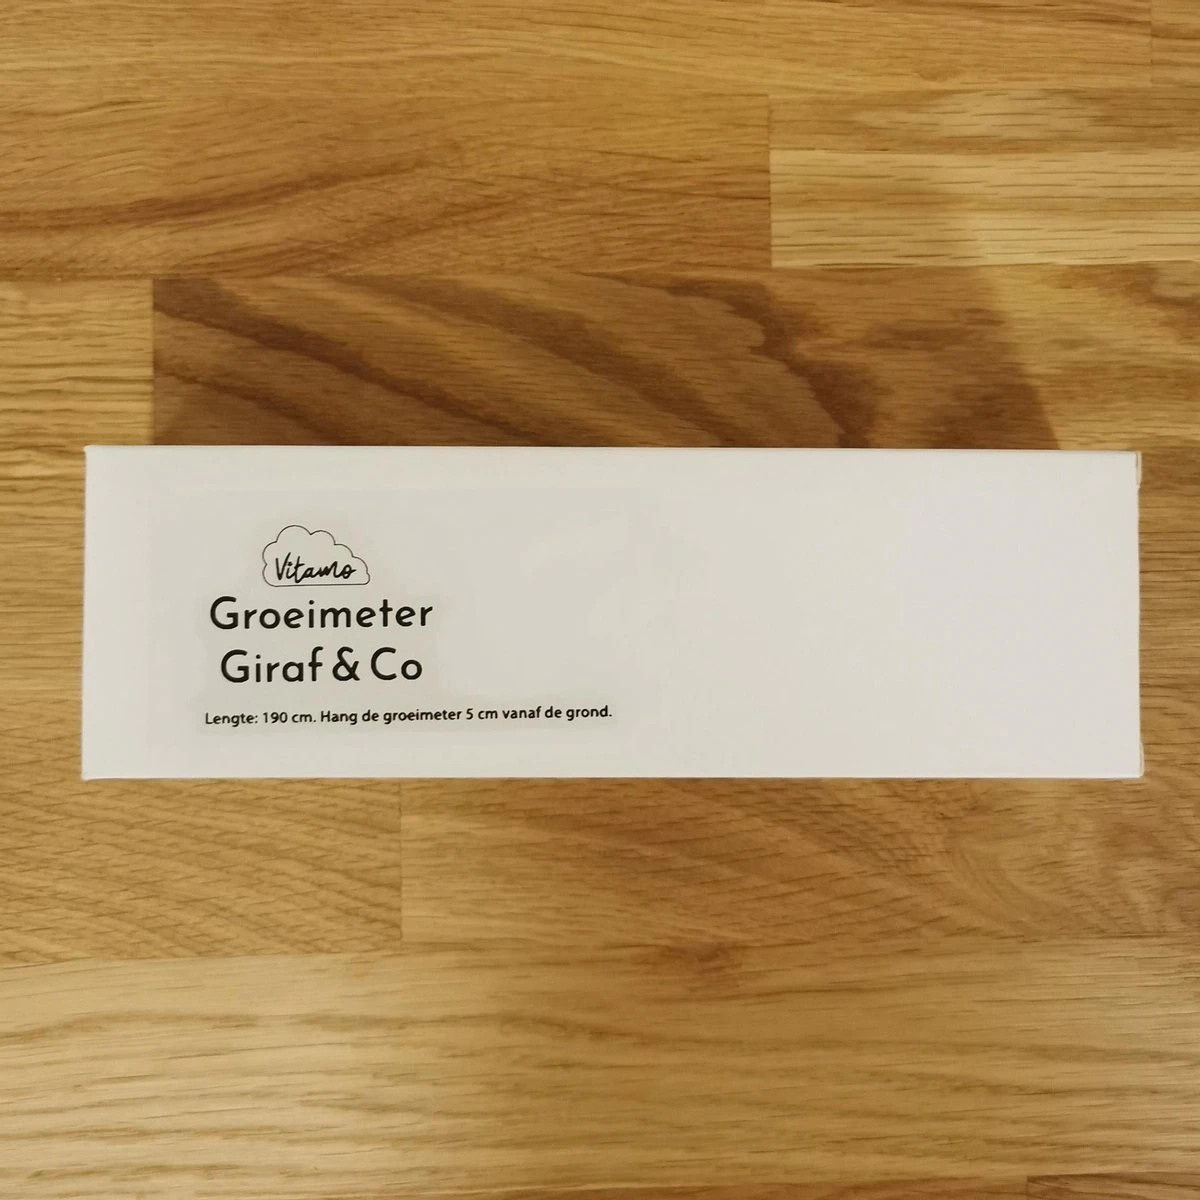 Vitamo
Groeimeter
Giraf & Co
Lengte: 190 cm. Hang de groeimeter 5 cm vanaf de grond.